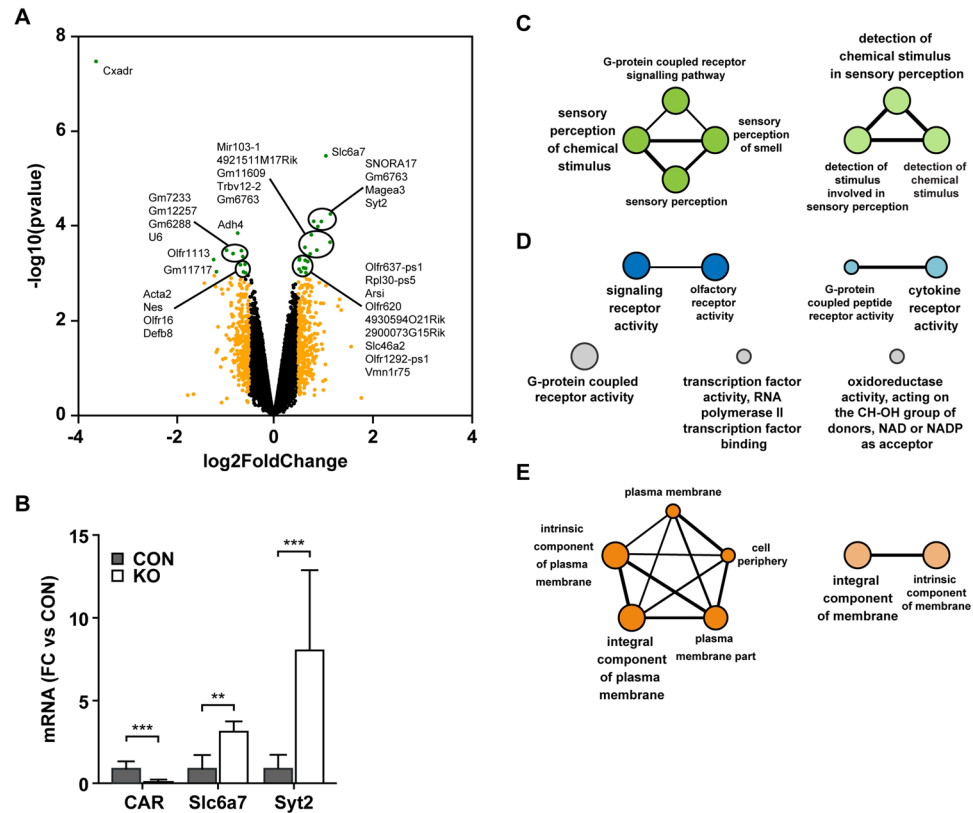 A
8
6
4
2
0
-log10(pvalue)
-4
-2
0
2
4
log2FoldChange
Cxadr
Mir103-1
4921511M17Rik
Gm11609
Trbv12-2
Gm6763
Slc6a7
SNORA17
Gm6763
Magea3
Syt2
Gm7233
Gm12257
Gm6288
U6
Adh4
Olfr1113
Gm11717
Acta2
Nes
Olfr16
Defb8
Olfr637-ps1
Rpl30-ps5
Arsi
Olfr620
4930594O21Rik
2900073G15Rik
Slc46a2
Olfr1292-ps1
Vmn1r75
B
15
10
5
0
mRNA (FC vs CON)
CON
KO
***
**
***
CAR
Slc6a7
Syt2
C
G-protein coupled receptor
signalling pathway
sensory
perception
of chemical
stimulus
sensory
perception
of smell
sensory perception
detection of
chemical stimulus
in sensory perception
detection of
stimulus
involved in
sensory perception
detection of
chemical
stimulus
D
signaling
receptor
activity
olfactory
receptor
activity
G-protein
coupled peptide
receptor activity
cytokine
receptor
activity
G-protein coupled
receptor activity
transcription factor
activity, RNA
polymerase II
transcription factor
binding
oxidoreductase
activity, acting on
the CH-OH group of
donors, NAD or NADP
as acceptor
E
plasma membrane
intrinsic
component
of plasma
membrane
cell
periphery
integral
component
of plasma
membrane
plasma
membrane part
integral
component
of membrane
intrinsic
component
of membrane